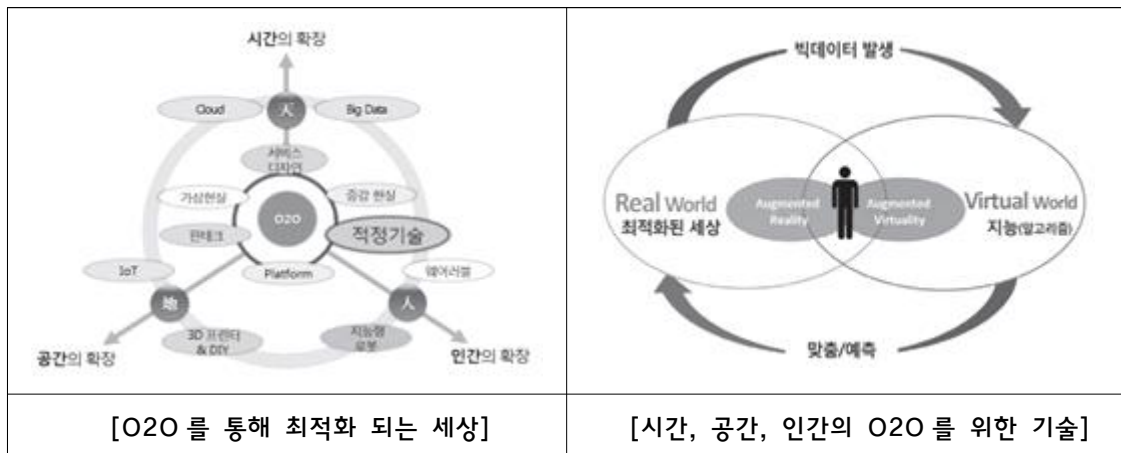 시간의 확장
天
Cloud
Big Data
서비스
디자인
가상현실
증강 현실
O2O
핀테크
적정기술
IoT
Platform
웨어러블
地
人
3D 프린터
& DIY
지능형
로봇
공간의 확장
인간의 확장
[O2O 를 통해 최적화 되는 세상]
빅데이터 발생
Real World
최적화된 세상
Augmented
Reality
Augmented
Virtuality
Virtual World
지능(알고리즘)
맞춤/예측
[시간, 공간, 인간의 O2O 를 위한 기술]